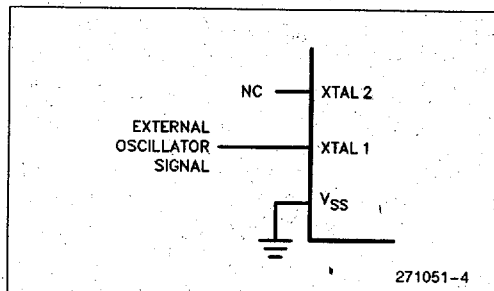 NC XTAL 2
EXTERNAL
OSCILLATOR
SIGNAL
XTAL 1
VSS
271051-4